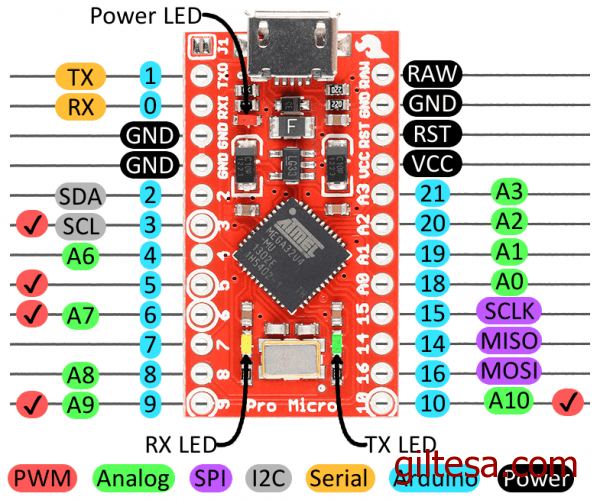 Power LED
J1
TX 1 TX0 RAW RAW
RX 0 RX1 GND GND
GND GND RST RST
GND GND VCC VCC
SDA 2 2 A3 21 A3
✓ SCL 3 3 A2 20 A2
A6 4 4 A1 19 A1
✓ 5 5 A0 18 A0
✓ A7 6 6 15 15 SCLK
7 7 14 14 MISO
A8 8 8 16 16 MOSI
✓ A9 9 9 Pro Micro 10 10 A10 ✓
F
ATMEL
MEGA32U4
-MU
RX LED TX LED
giltesa.com
PWM Analog SPI I2C Serial Arduino Power